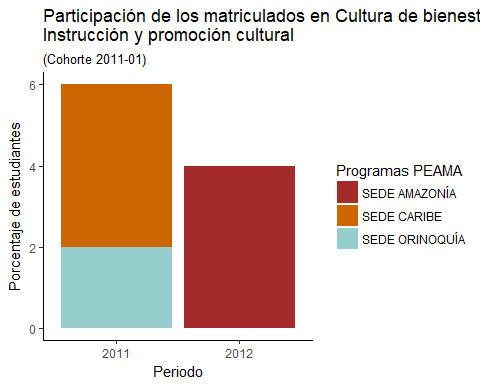 Participación de los matriculados en Cultura de bienest
Instrucción y promoción cultural
(Cohorte 2011-01)
Porcentaje de estudiantes
6
4
2
0
2011
2012
Periodo
Programas PEAMA
SEDE AMAZONÍA
SEDE CARIBE
SEDE ORINOQUÍA